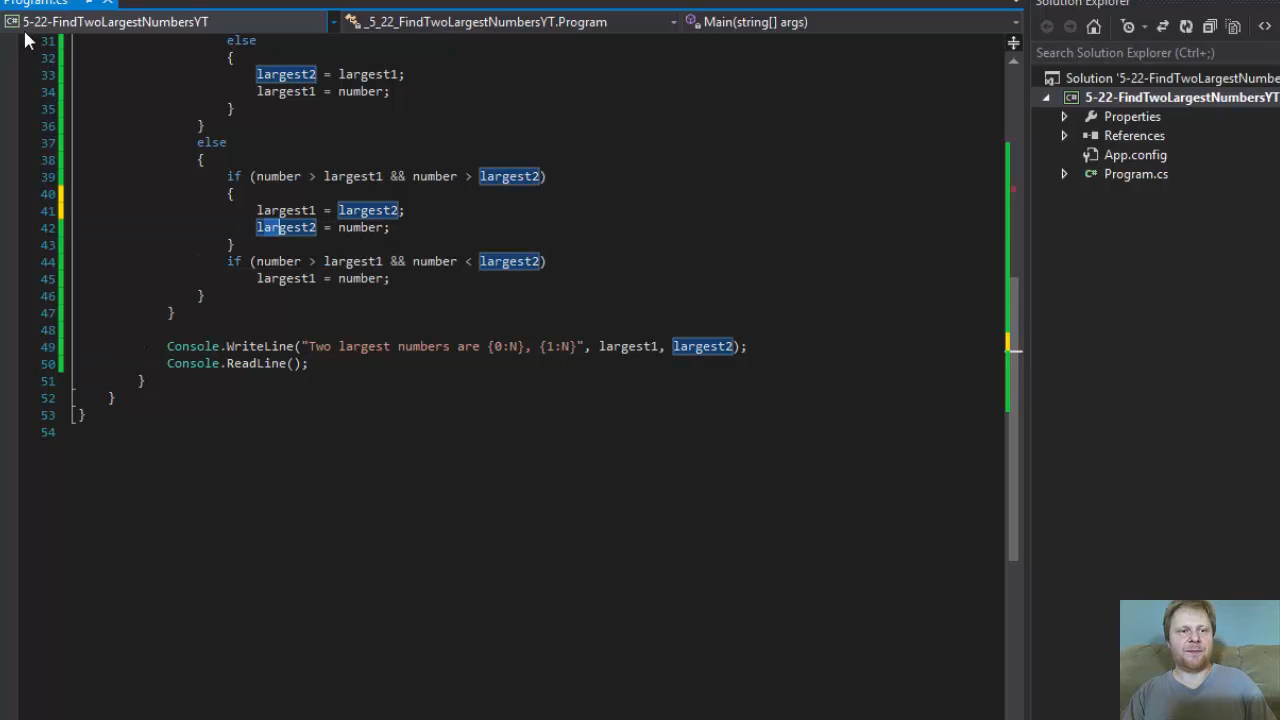 Program.cs
Solution Explorer
5-22-FindTwoLargestNumbersYT
_5_22_FindTwoLargestNumbersYT.Program
Main(string[] args)
Search Solution Explorer (Ctrl+;)
Solution '5-22-FindTwoLargestNumbe
5-22-FindTwoLargestNumbersYT
Properties
References
App.config
C# Program.cs
31 else
32 {
33 largest2 = largest1;
34 largest1 = number;
35 }
36 }
37 else
38 {
39 if (number > largest1 && number > largest2)
40 {
41 largest1 = largest2;
42 largest2 = number;
43 }
44 if (number > largest1 && number < largest2)
45 largest1 = number;
46 }
47 }
48
49 Console.WriteLine("Two largest numbers are {0:N}, {1:N}", largest1, largest2);
50 Console.ReadLine();
51 }
52 }
53 }
54